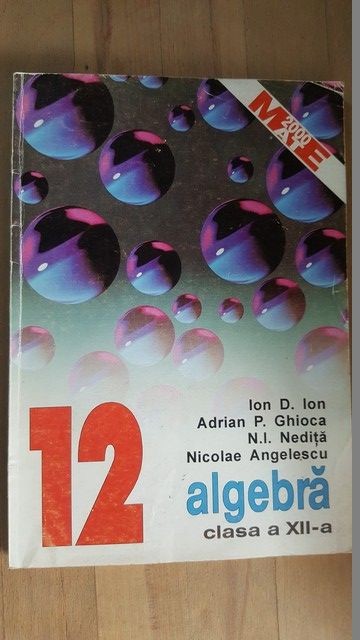 2000
MATE
Ion D. Ion
Adrian P. Ghioca
N.I. Nediță
Nicolae Angelescu
12
algebră
clasa a XII-a